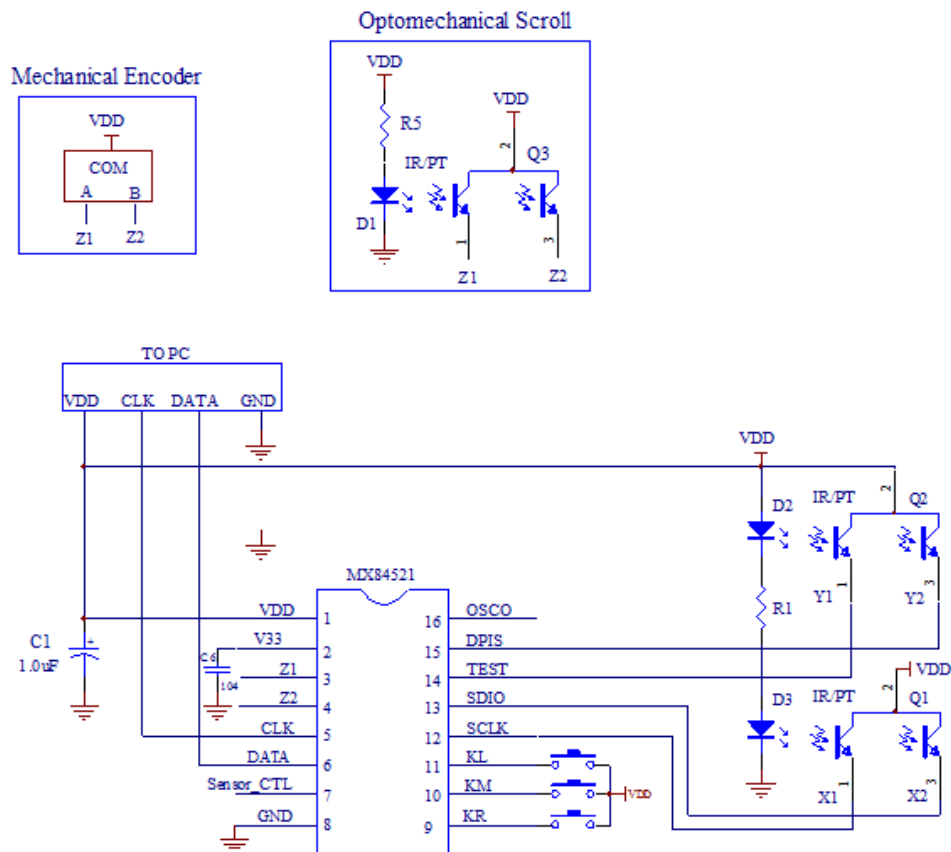 Optomechanical Scroll
Mechanical Encoder
VDD
COM
A B
Z1 Z2
VDD
R5
D1
IR/PT
VDD
2
Q3
1
3
Z1
Z2
TO PC
VDD CLK DATA GND
VDD
D2
R1
D3
IR/PT
2
Q2
Y1
1
Y2
3
IR/PT
2
VDD
Q1
X1
1
X2
3
C1
1.0uF
C6
104
MX84521
VDD 1
V33 2
Z1 3
Z2 4
CLK 5
DATA 6
Sensor_CTL 7
GND 8
16 OSCO
15 DPIS
14 TEST
13 SDIO
12 SCLK
11 KL
10 KM
9 KR
VDD